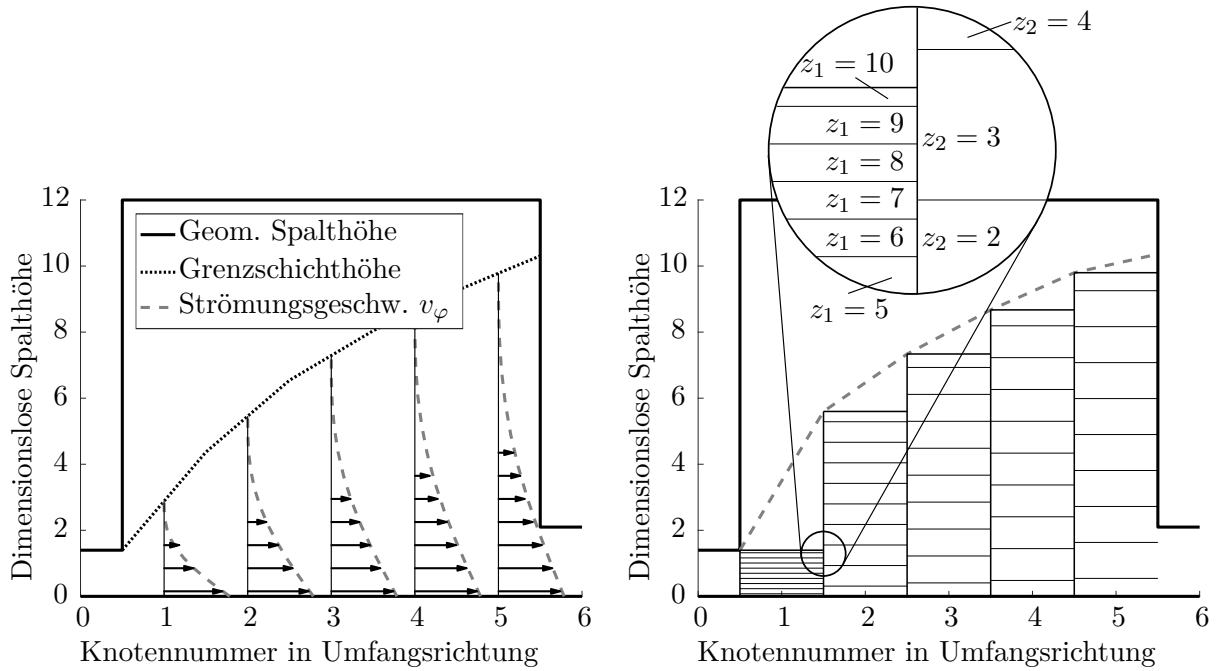 12
10
8
6
4
2
0
0 1 2 3 4 5 6
Dimensionslose Spalthöhe
Knotennummer in Umfangsrichtung
Geom. Spalthöhe
Grenzschichthöhe
Strömungsgeschw. vφ
12
10
8
6
4
2
0
0 1 2 3 4 5 6
Dimensionslose Spalthöhe
Knotennummer in Umfangsrichtung
z2 = 4
z1 = 10
z1 = 9
z2 = 3
z1 = 8
z1 = 7
z1 = 6 z2 = 2
z1 = 5